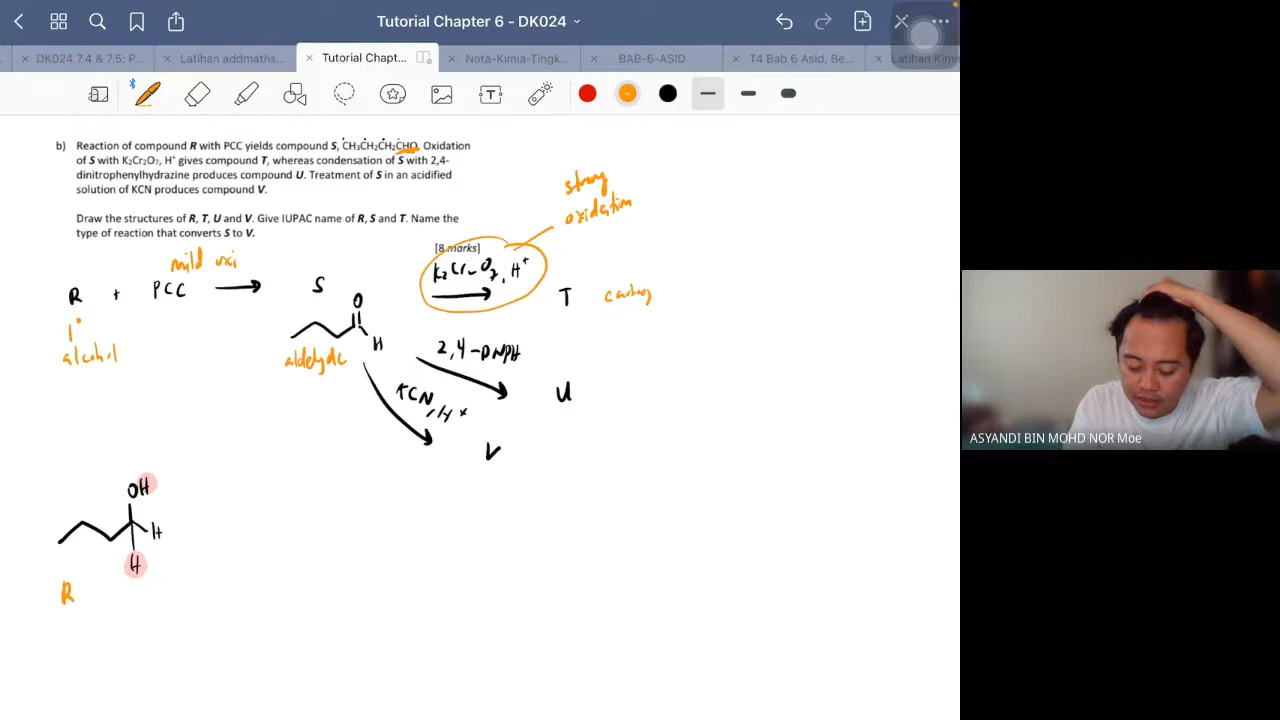 Tutorial Chapter 6 - DK024
DK024 7.4 & 7.5: P...
Latihan addmaths...
Tutorial Chapt...
Nota-Kimia-Tingk...
BAB-6-ASID
T4 Bab 6 Asid, Be...
Latihan Kimi
b) Reaction of compound R with PCC yields compound S, CH3CH2CH2CHO. Oxidation
of S with K2Cr2O7, H+ gives compound T, whereas condensation of S with 2,4-
dinitrophenylhydrazine produces compound U. Treatment of S in an acidified
solution of KCN produces compound V.
Draw the structures of R, T, U and V. Give IUPAC name of R, S and T. Name the
type of reaction that converts S to V.
[8 marks]
strong
oxidation
mild oxi
K2Cr2O7, H+
R + PCC
S
T
carboxy
1°
alcohol
O
H
aldehyde
2,4-DNPH
KCN, H+
U
V
OH
H
H
R
ASYANDI BIN MOHD NOR Moe